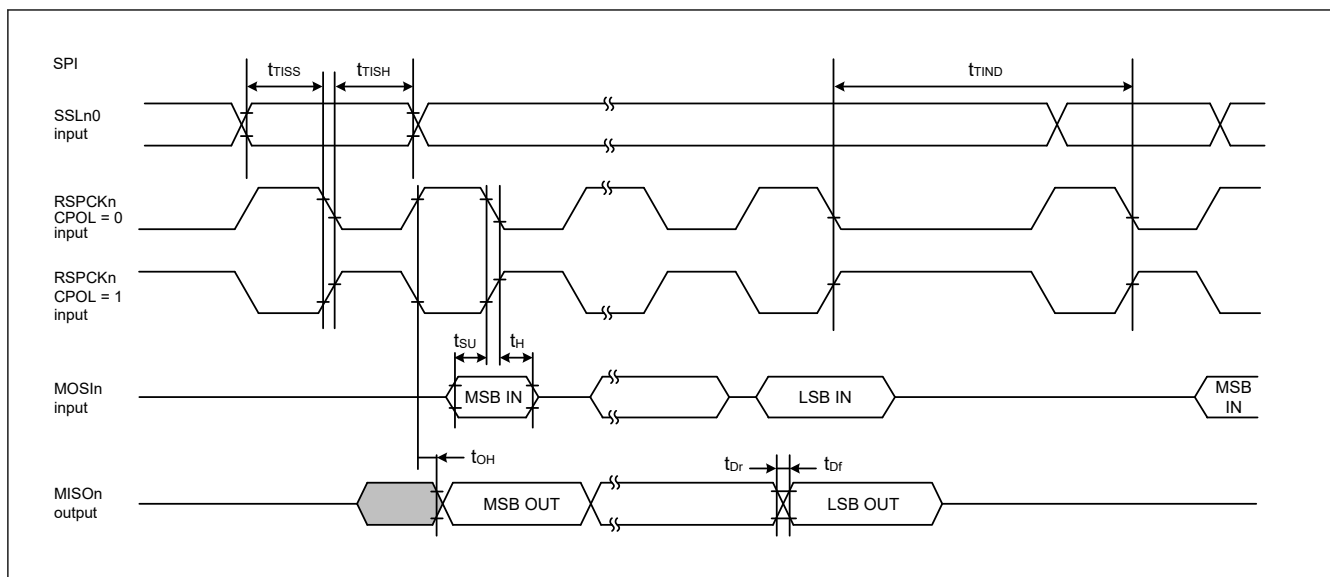 SPI
tTISS
tTISH
tTIND
SSLn0
input
RSPCKn
CPOL = 0
input
RSPCKn
CPOL = 1
input
tSU
tH
MOSIn
input
MSB IN
LSB IN
MSB
IN
tOH
tDr
tDf
MISOn
output
MSB OUT
LSB OUT